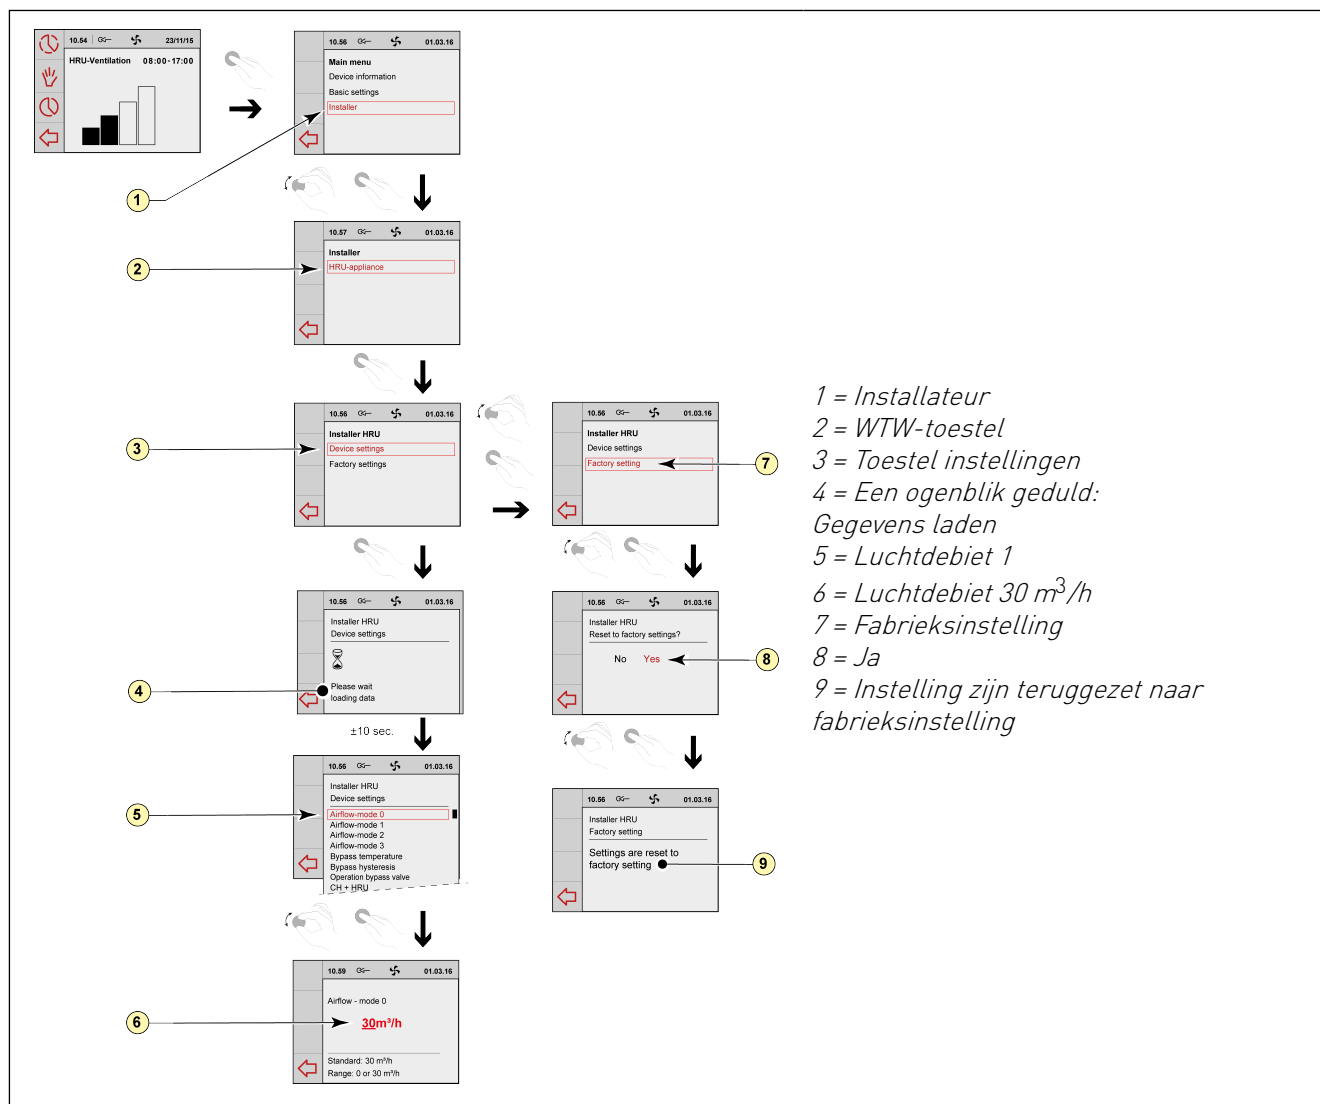 10.54
23/11/15
HRU-Ventilation 08:00-17:00
10.56
01.03.16
Main menu
Device information
Basic settings
Installer
1
10.57
01.03.16
Installer
HRU-appliance
2
10.56
01.03.16
Installer HRU
Device settings
Factory settings
3
10.56
01.03.16
Installer HRU
Device settings
Factory setting
7
10.56
01.03.16
Installer HRU
Device settings
Please wait
loading data
4
±10 sec.
10.56
01.03.16
Installer HRU
Reset to factory settings?
No Yes
8
10.56
01.03.16
Installer HRU
Device settings
Airflow-mode 0
Airflow-mode 1
Airflow-mode 2
Airflow-mode 3
Bypass temperature
Bypass hysteresis
Operation bypass valve
CH + HRU
5
10.56
01.03.16
Installer HRU
Factory setting
Settings are reset to
factory setting
9
10.59
01.03.16
Airflow - mode 0
30m³/h
Standard: 30 m³/h
Range: 0 or 30 m³/h
6
1 = Installateur
2 = WTW-toestel
3 = Toestel instellingen
4 = Een ogenblik geduld:
Gegevens laden
5 = Luchtdebiet 1
6 = Luchtdebiet 30 m³/h
7 = Fabrieksinstelling
8 = Ja
9 = Instelling zijn teruggezet naar
fabrieksinstelling